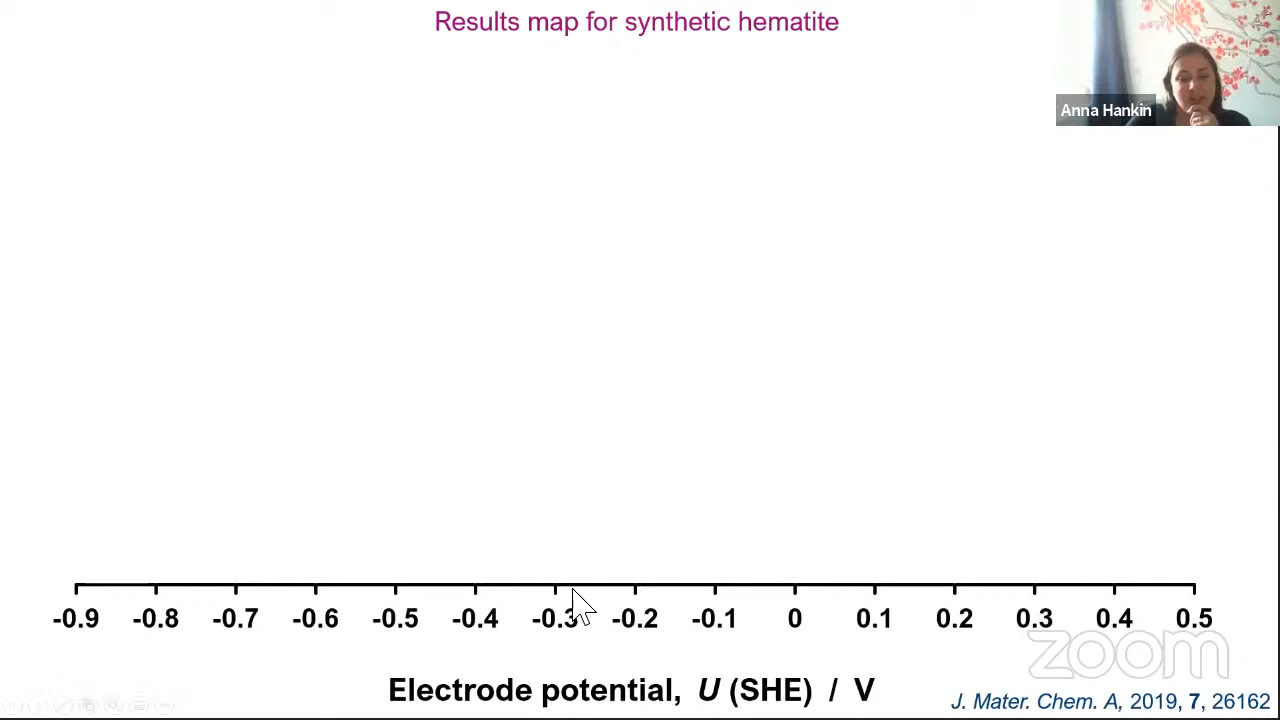 Results map for synthetic hematite
Anna Hankin
-0.9 -0.8 -0.7 -0.6 -0.5 -0.4 -0.3 -0.2 -0.1 0 0.1 0.2 0.3 0.4 0.5
zoom
Electrode potential, U (SHE) / V
J. Mater. Chem. A, 2019, 7, 26162